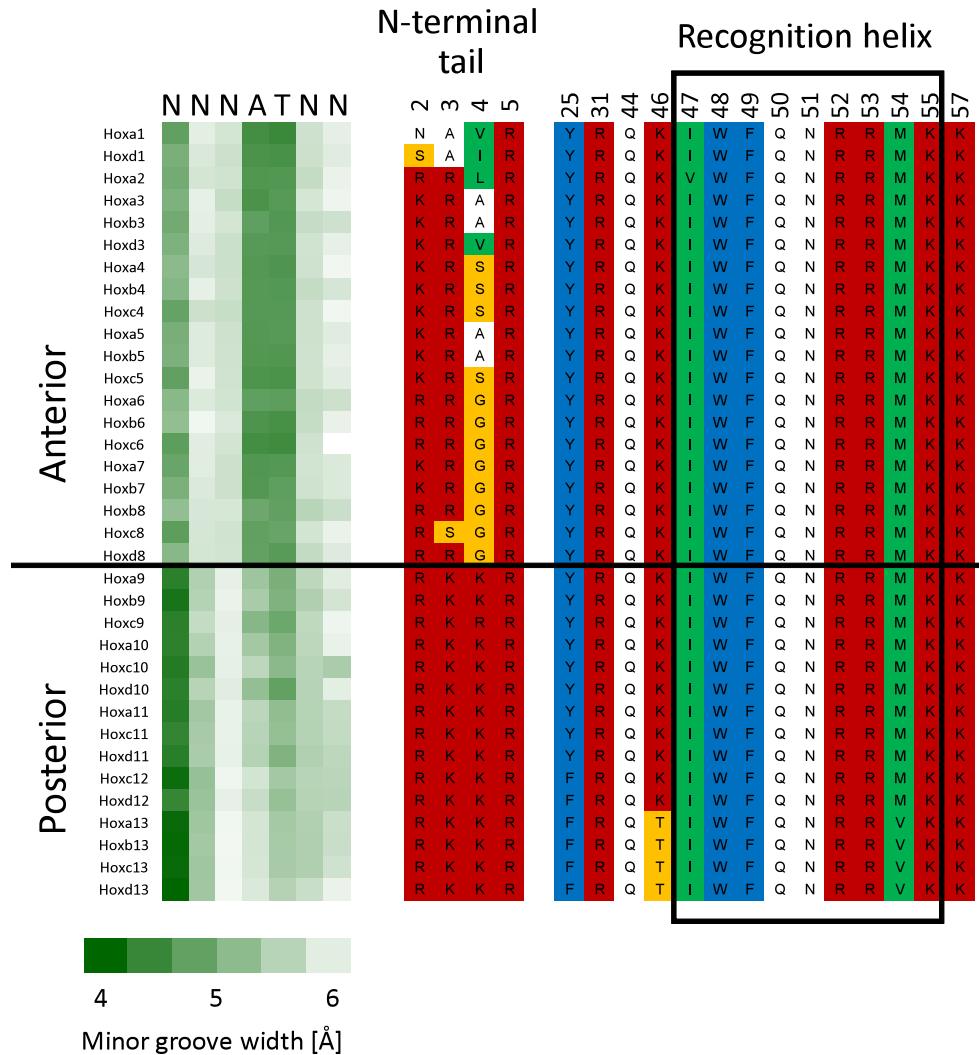 N-terminal
tail
Recognition helix
N N N A T N N 2 3 4 5 25 31 44 46 47 48 49 50 51 52 53 54 55 57
Hoxa1 N A V R Y R Q K I W F Q N R R M K K
Hoxd1 S A I R Y R Q K I W F Q N R R M K K
Hoxa2 R R L R Y R Q K V W F Q N R R M K K
Hoxa3 K R A R Y R Q K I W F Q N R R M K K
Hoxb3 K R A R Y R Q K I W F Q N R R M K K
Hoxd3 K R V R Y R Q K I W F Q N R R M K K
Hoxa4 K R S R Y R Q K I W F Q N R R M K K
Hoxb4 K R S R Y R Q K I W F Q N R R M K K
Hoxc4 K R S R Y R Q K I W F Q N R R M K K
Hoxa5 K R A R Y R Q K I W F Q N R R M K K
Hoxb5 K R A R Y R Q K I W F Q N R R M K K
Hoxc5 K R S R Y R Q K I W F Q N R R M K K
Hoxa6 R R G R Y R Q K I W F Q N R R M K K
Hoxb6 R R G R Y R Q K I W F Q N R R M K K
Hoxc6 R R G R Y R Q K I W F Q N R R M K K
Hoxa7 K R G R Y R Q K I W F Q N R R M K K
Hoxb7 K R G R Y R Q K I W F Q N R R M K K
Hoxb8 R R G R Y R Q K I W F Q N R R M K K
Hoxc8 R S G R Y R Q K I W F Q N R R M K K
Hoxd8 R R G R Y R Q K I W F Q N R R M K K
Anterior
Hoxa9 R K K R Y R Q K I W F Q N R R M K K
Hoxb9 R K K R Y R Q K I W F Q N R R M K K
Hoxc9 R K K R Y R Q K I W F Q N R R M K K
Hoxa10 R K K R Y R Q K I W F Q N R R M K K
Hoxc10 R K K R Y R Q K I W F Q N R R M K K
Hoxd10 R K K R Y R Q K I W F Q N R R M K K
Hoxa11 R K K R Y R Q K I W F Q N R R M K K
Hoxc11 R K K R Y R Q K I W F Q N R R M K K
Hoxd11 R K K R Y R Q K I W F Q N R R M K K
Hoxc12 R K K R F R Q K I W F Q N R R M K K
Hoxd12 R K K R F R Q K I W F Q N R R M K K
Hoxa13 R K K R F R Q T I W F Q N R R V K K
Hoxb13 R K K R F R Q T I W F Q N R R V K K
Hoxc13 R K K R F R Q T I W F Q N R R V K K
Hoxd13 R K K R F R Q T I W F Q N R R V K K
Posterior
4 5 6
Minor groove width [Å]